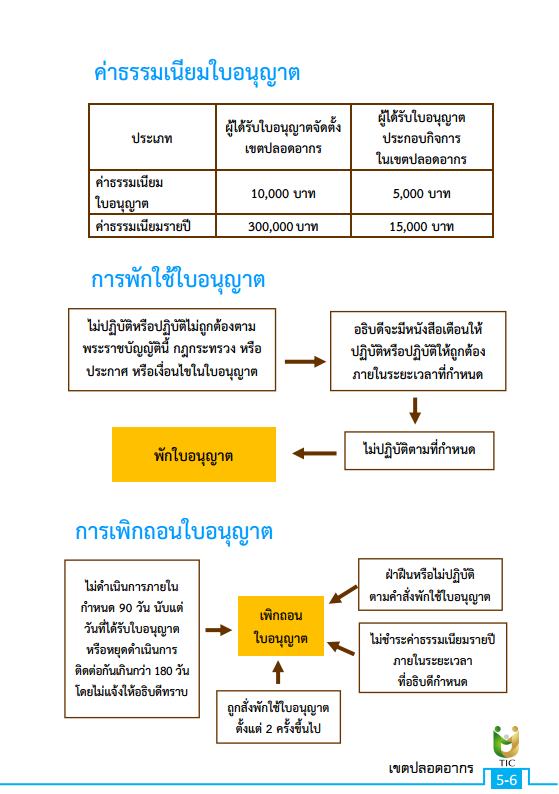 ค่าธรรมเนียมใบอนุญาต
ประเภท
ผู้ได้รับใบอนุญาตจัดตั้ง
เขตปลอดอากร
ผู้ได้รับใบอนุญาต
ประกอบกิจการ
ในเขตปลอดอากร
ค่าธรรมเนียม
ใบอนุญาต
10,000 บาท
5,000 บาท
ค่าธรรมเนียมรายปี
300,000 บาท
15,000 บาท
การพักใช้ใบอนุญาต
ไม่ปฏิบัติหรือปฏิบัติไม่ถูกต้องตาม
พระราชบัญญัตินี้ กฎกระทรวง หรือ
ประกาศ หรือเงื่อนไขในใบอนุญาต
อธิบดีจะมีหนังสือเตือนให้
ปฏิบัติหรือปฏิบัติให้ถูกต้อง
ภายในระยะเวลาที่กำหนด
ไม่ปฏิบัติตามที่กำหนด
พักใบอนุญาต
การเพิกถอนใบอนุญาต
ไม่ดำเนินการภายใน
กำหนด 90 วัน นับแต่
วันที่ได้รับใบอนุญาต
หรือหยุดดำเนินการ
ติดต่อกันเกินกว่า 180 วัน
โดยไม่แจ้งให้อธิบดีทราบ
เพิกถอน
ใบอนุญาต
ฝ่าฝืนหรือไม่ปฏิบัติ
ตามคำสั่งพักใช้ใบอนุญาต
ไม่ชำระค่าธรรมเนียมรายปี
ภายในระยะเวลา
ที่อธิบดีกำหนด
ถูกสั่งพักใช้ใบอนุญาต
ตั้งแต่ 2 ครั้งขึ้นไป
TIC
เขตปลอดอากร
5-6